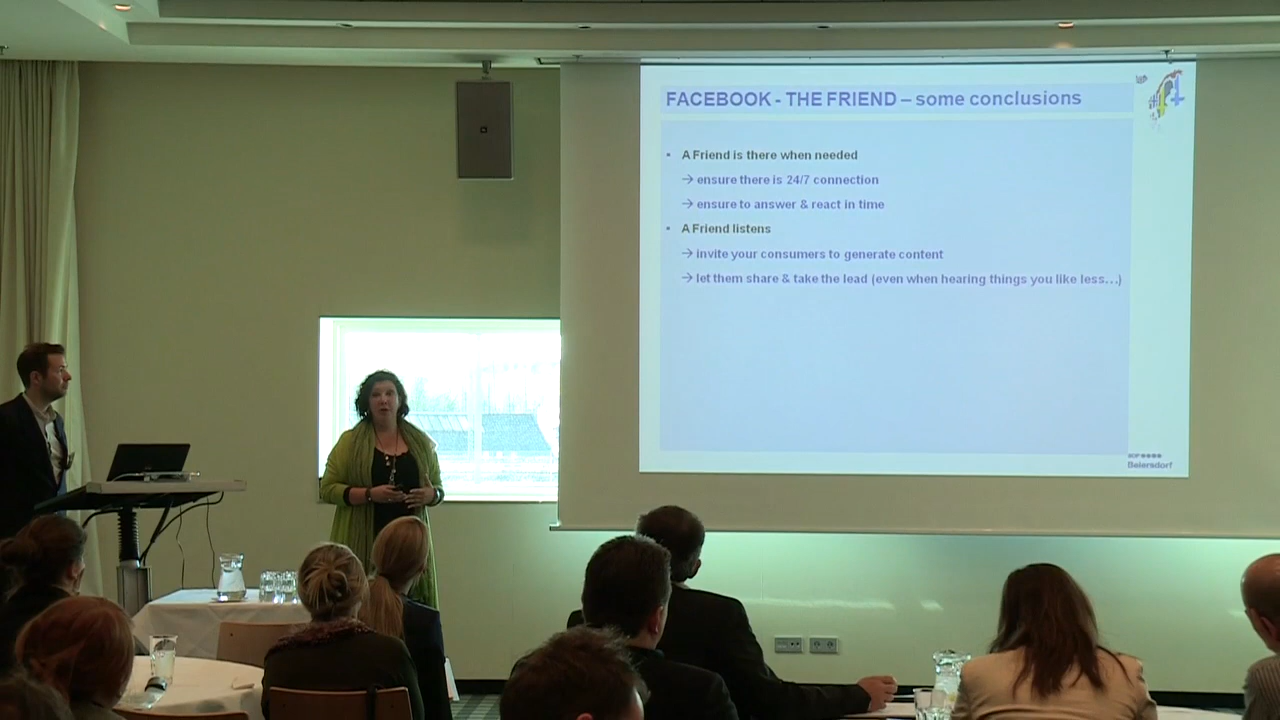 FACEBOOK - THE FRIEND – some conclusions
• A Friend is there when needed
→ ensure there is 24/7 connection
→ ensure to answer & react in time
• A Friend listens
→ invite your consumers to generate content
→ let them share & take the lead (even when hearing things you like less…)
Beiersdorf